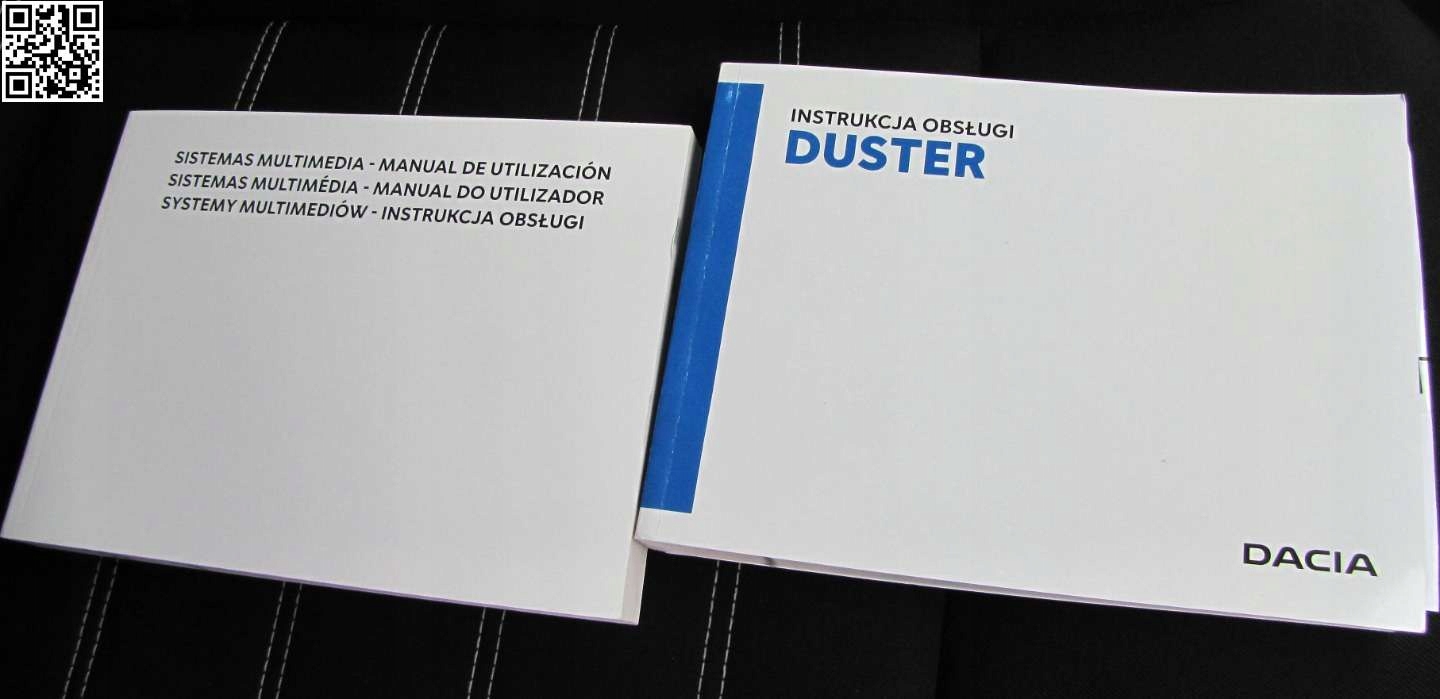 SISTEMAS MULTIMEDIA - MANUAL DE UTILIZACIÓN
SISTEMAS MULTIMÉDIA - MANUAL DO UTILIZADOR
SYSTEMY MULTIMEDIÓW - INSTRUKCJA OBSŁUGI
INSTRUKCJA OBSŁUGI
DUSTER
DACIA